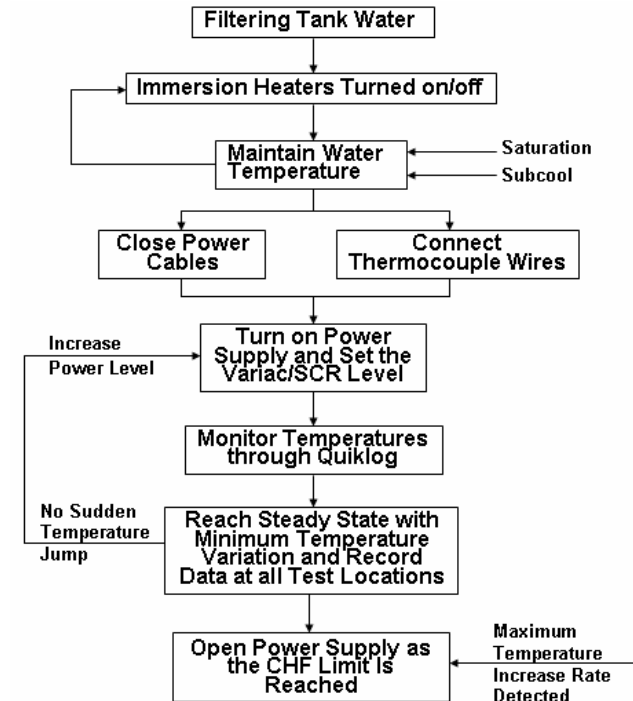 Filtering Tank Water
Immersion Heaters Turned on/off
Maintain Water
Temperature
Saturation
Subcool
Close Power
Cables
Connect
Thermocouple Wires
Increase
Power Level
Turn on Power
Supply and Set the
Variac/SCR Level
Monitor Temperatures
through Quiklog
No Sudden
Temperature
Jump
Reach Steady State with
Minimum Temperature
Variation and Record
Data at all Test Locations
Open Power Supply as
the CHF Limit Is
Reached
Maximum
Temperature
Increase Rate
Detected